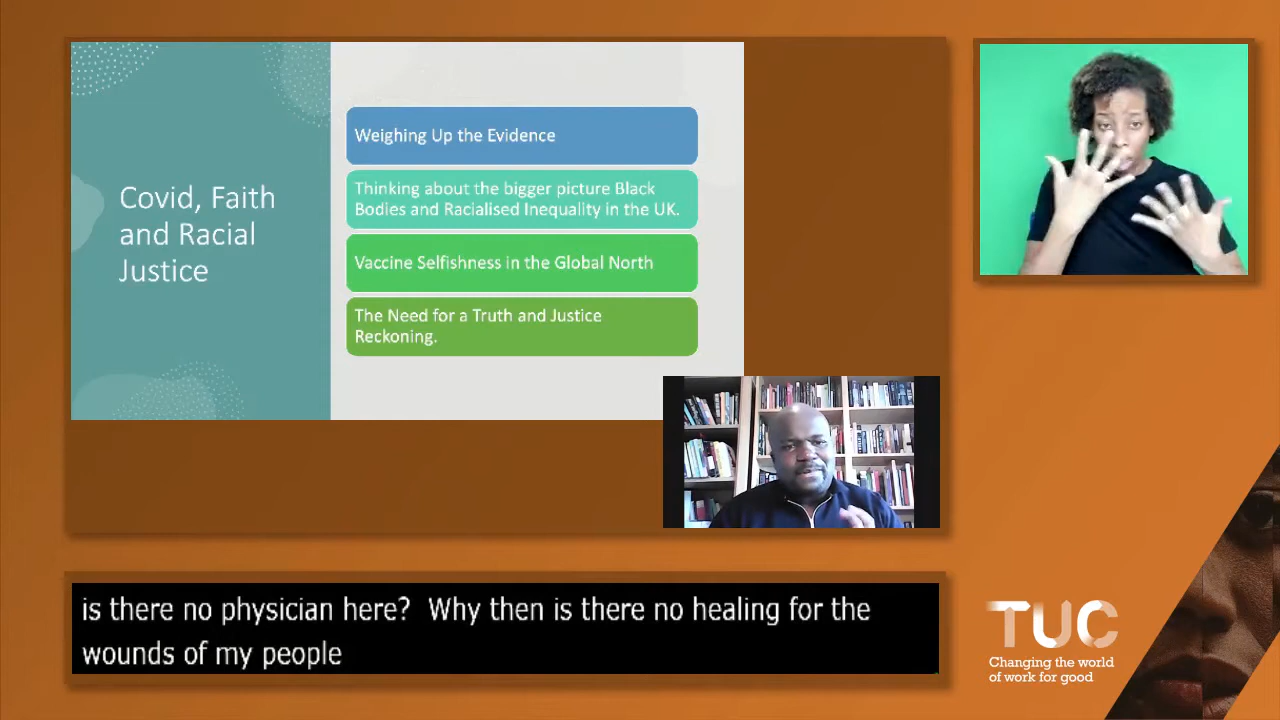 Covid, Faith
and Racial
Justice
Weighing Up the Evidence
Thinking about the bigger picture Black
Bodies and Racialised Inequality in the UK.
Vaccine Selfishness in the Global North
The Need for a Truth and Justice
Reckoning.
is there no physician here?  Why then is there no healing for the
wounds of my people
TUC
Changing the world
of work for good